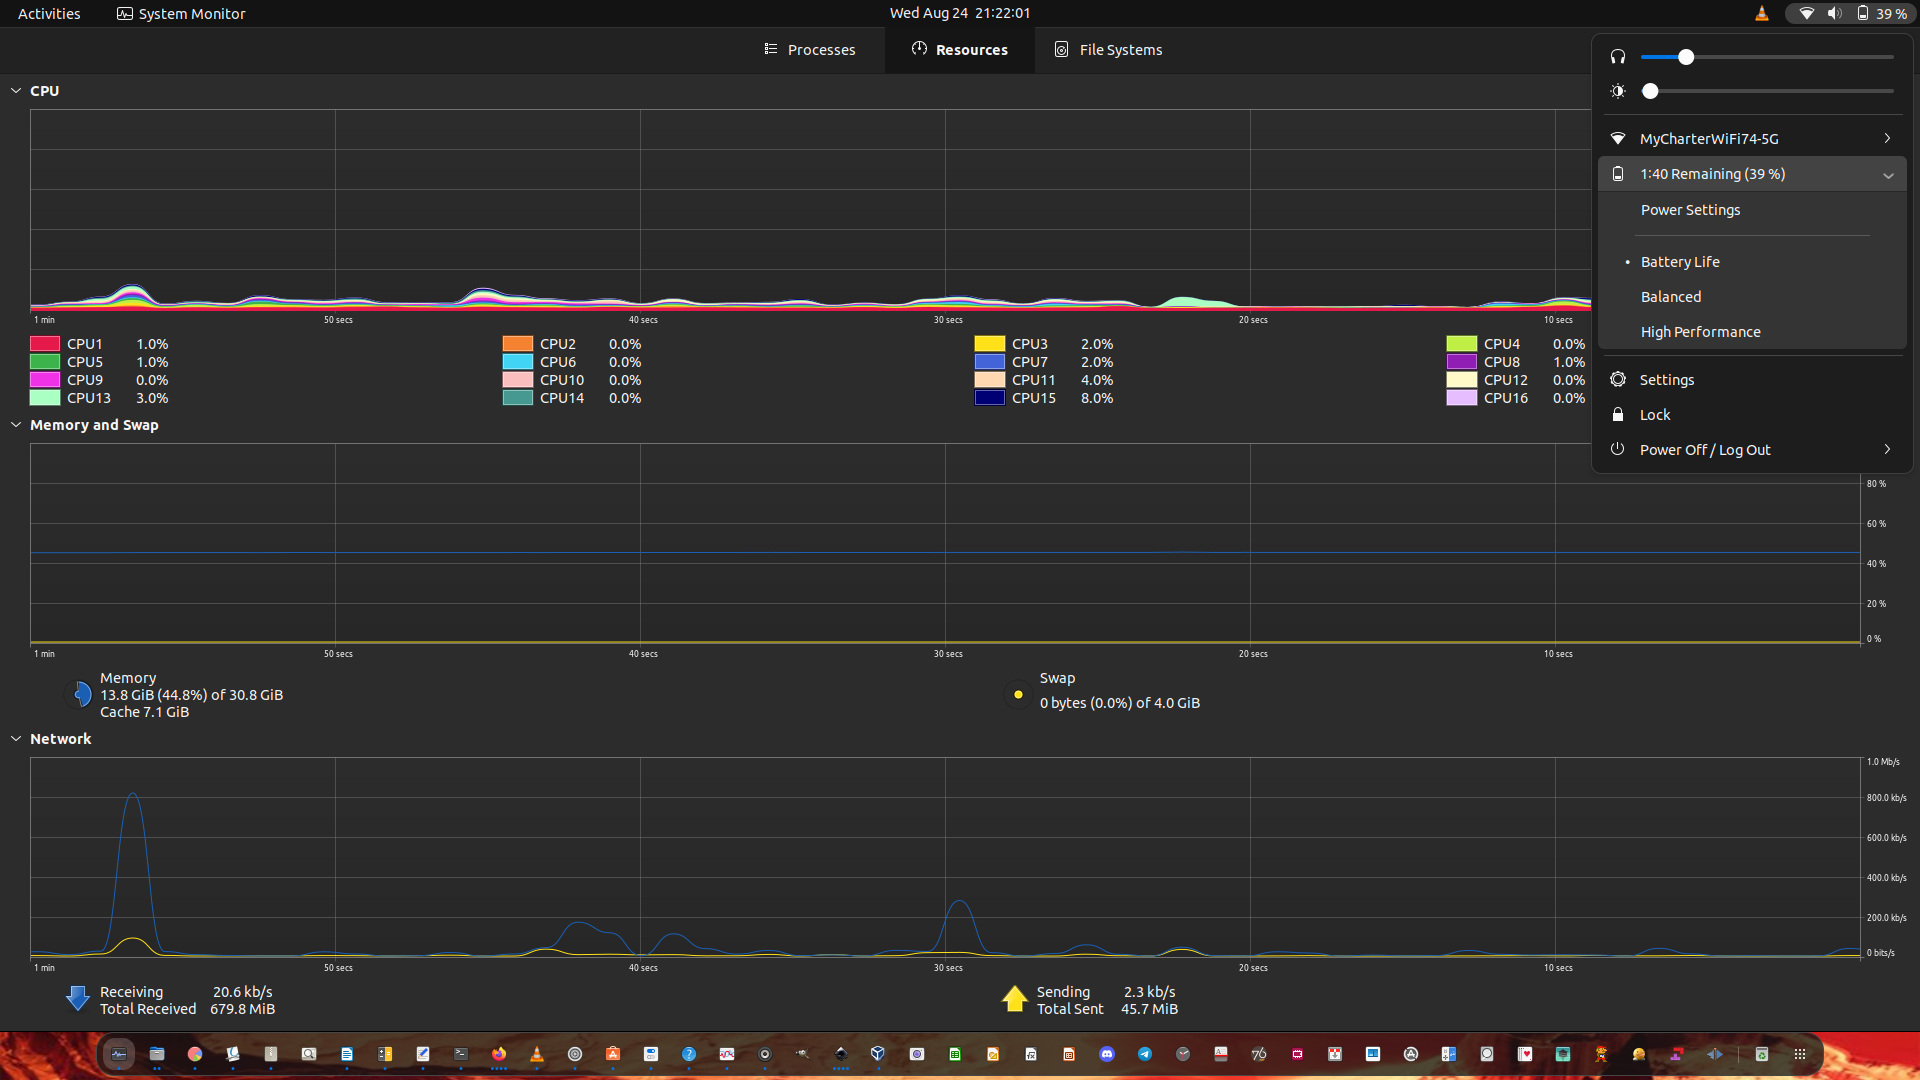 Activities
System Monitor
Wed Aug 24 21:22:01
39 %
Processes
Resources
File Systems
CPU
1 min
50 secs
40 secs
30 secs
20 secs
10 secs
CPU1 1.0%
CPU2 0.0%
CPU3 2.0%
CPU4 0.0%
CPU5 1.0%
CPU6 0.0%
CPU7 2.0%
CPU8 1.0%
CPU9 0.0%
CPU10 0.0%
CPU11 4.0%
CPU12 0.0%
CPU13 3.0%
CPU14 0.0%
CPU15 8.0%
CPU16 0.0%
MyCharterWiFi74-5G
1:40 Remaining (39 %)
Power Settings
• Battery Life
Balanced
High Performance
Settings
Lock
Power Off / Log Out
Memory and Swap
80 %
60 %
40 %
20 %
0 %
1 min
50 secs
40 secs
30 secs
20 secs
10 secs
Memory
13.8 GiB (44.8%) of 30.8 GiB
Cache 7.1 GiB
Swap
0 bytes (0.0%) of 4.0 GiB
Network
1.0 Mb/s
800.0 kb/s
600.0 kb/s
400.0 kb/s
200.0 kb/s
0 bits/s
1 min
50 secs
40 secs
30 secs
20 secs
10 secs
Receiving 20.6 kb/s
Total Received 679.8 MiB
Sending 2.3 kb/s
Total Sent 45.7 MiB
76